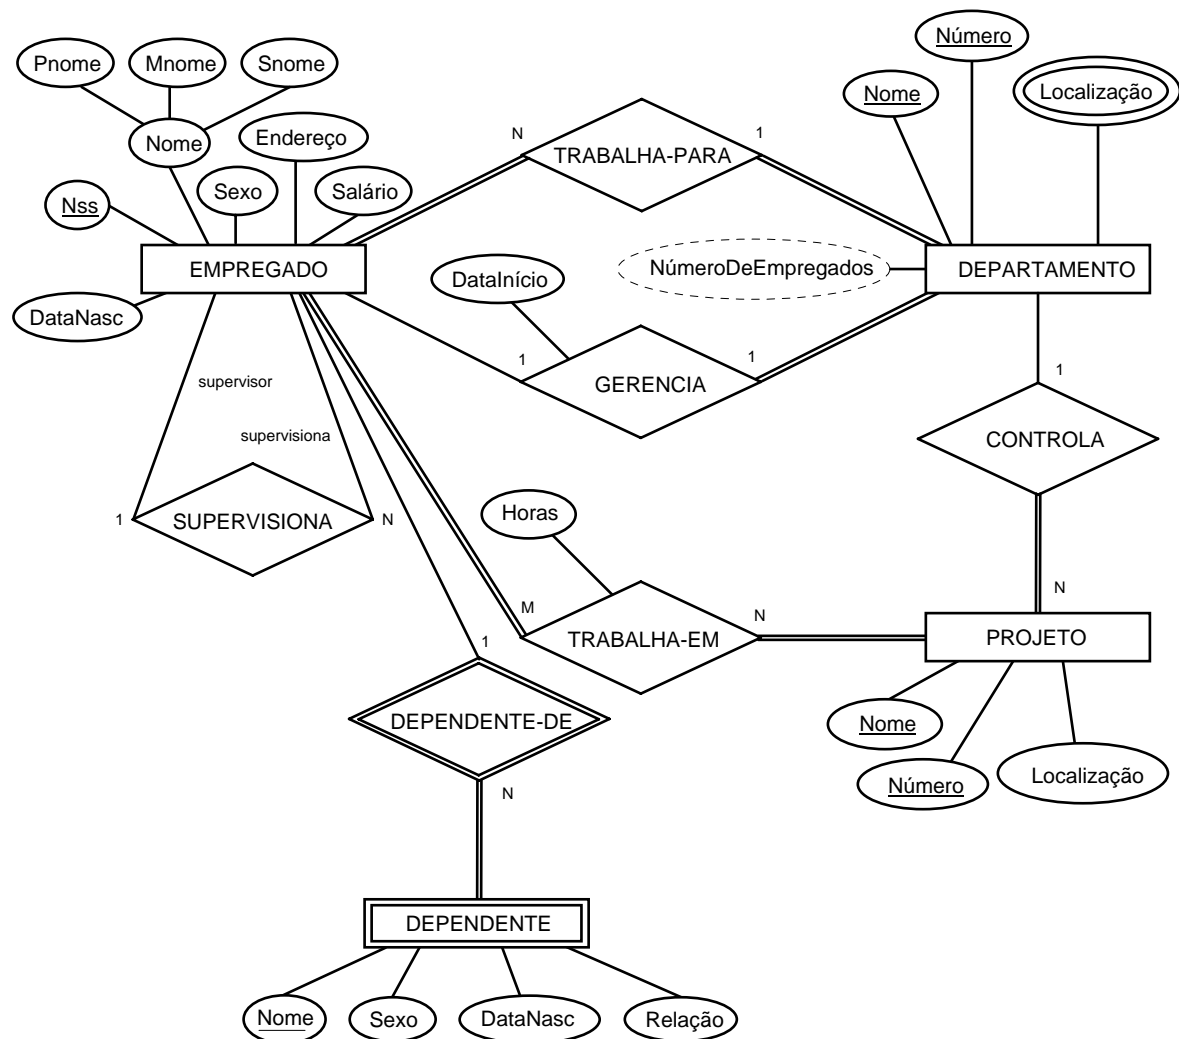 Número
Pnome
Mnome
Snome
Nome
Localização
Nome
Endereço
N
TRABALHA-PARA
1
Sexo
Salário
Nss
EMPREGADO
DataInício
NúmeroDeEmpregados
DEPARTAMENTO
DataNasc
1
GERENCIA
1
1
supervisor
supervisiona
CONTROLA
1
SUPERVISIONA
N
Horas
N
M
TRABALHA-EM
N
PROJETO
1
DEPENDENTE-DE
Nome
Número
Localização
N
DEPENDENTE
Nome
Sexo
DataNasc
Relação